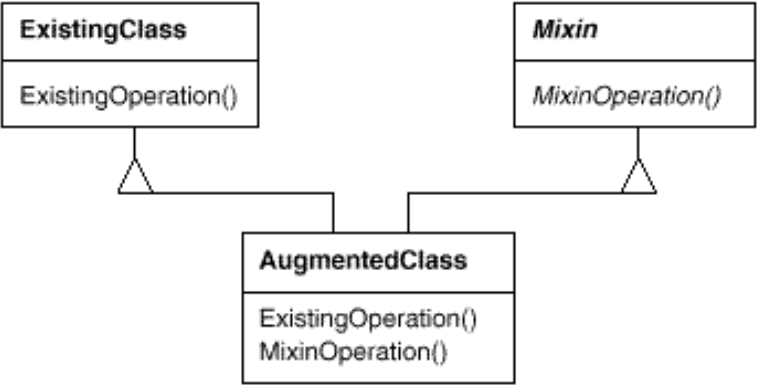 ExistingClass
ExistingOperation()
Mixin
MixinOperation()
AugmentedClass
ExistingOperation()
MixinOperation()